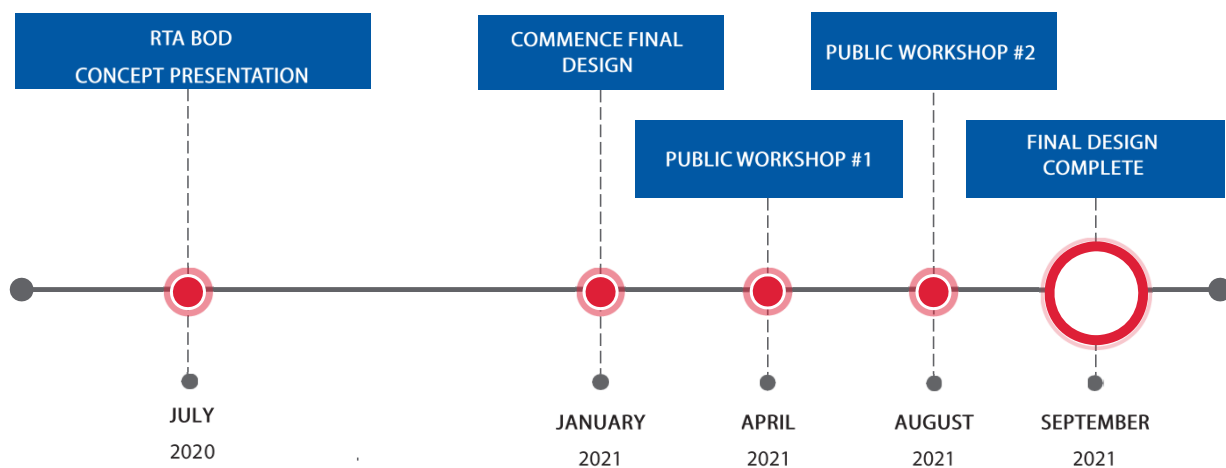 RTA BOD
CONCEPT PRESENTATION
COMMENCE FINAL
DESIGN
PUBLIC WORKSHOP #2
PUBLIC WORKSHOP #1
FINAL DESIGN
COMPLETE
JULY
2020
JANUARY
2021
APRIL
2021
AUGUST
2021
SEPTEMBER
2021